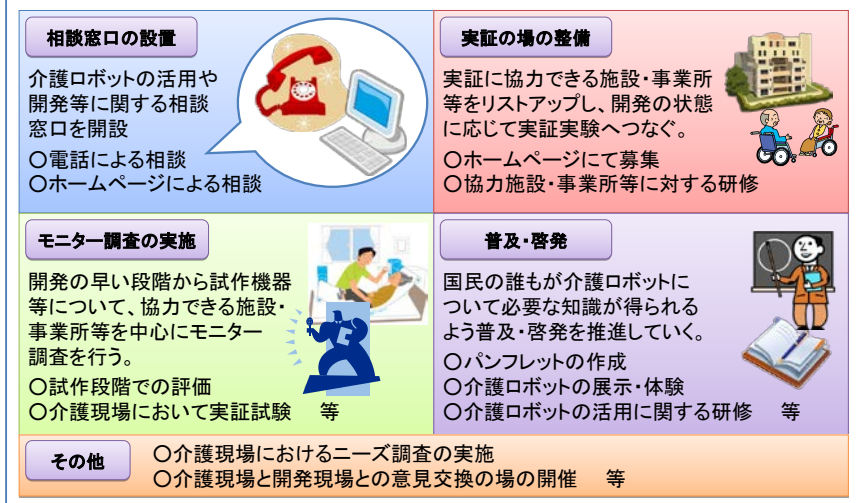 相談窓口の設置
介護ロボットの活用や
開発等に関する相談
窓口を開設
〇電話による相談
〇ホームページによる相談
実証の場の整備
実証に協力できる施設・事業所
等をリストアップし、開発の状態
に応じて実証実験へつなぐ。
〇ホームページにて募集
〇協力施設・事業所等に対する研修
モニター調査の実施
開発の早い段階から試作機器
等について、協力できる施設・
事業所等を中心にモニター
調査を行う。
〇試作段階での評価
〇介護現場において実証試験　等
普及・啓発
国民の誰もが介護ロボットに
ついて必要な知識が得られる
よう普及・啓発を推進していく。
〇パンフレットの作成
〇介護ロボットの展示・体験
〇介護ロボットの活用に関する研修　等
その他
〇介護現場におけるニーズ調査の実施
〇介護現場と開発現場との意見交換の場の開催　等